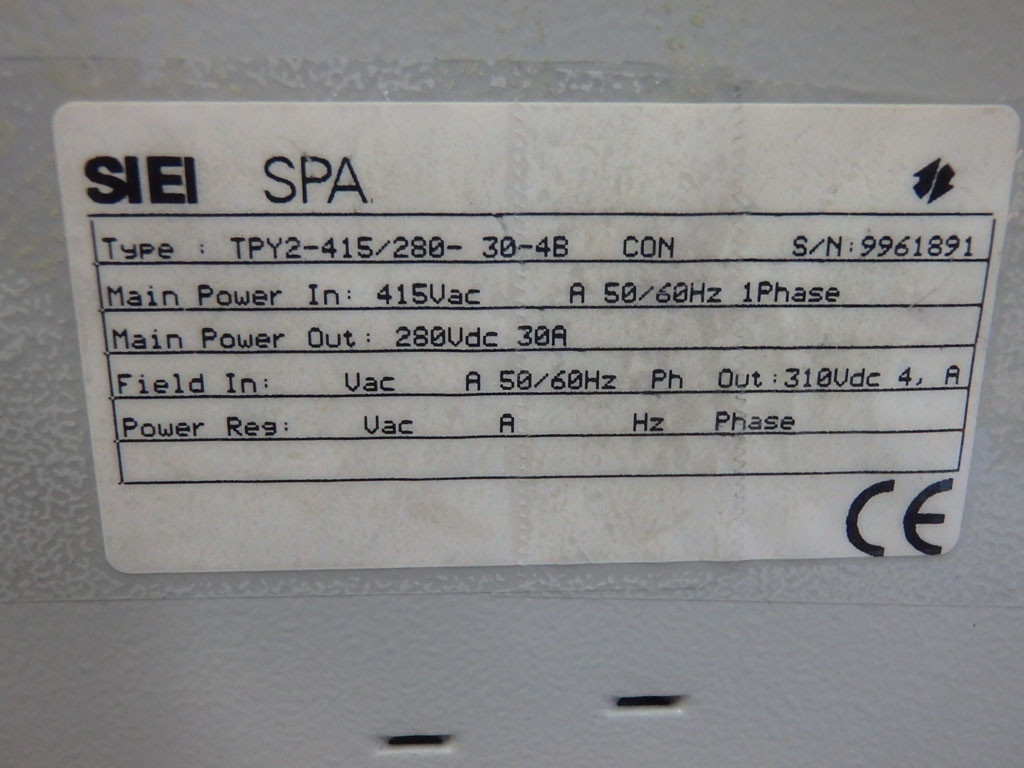 SIEI SPA.
Type : TPY2-415/280- 30-4B CON S/N:9961891
Main Power In: 415Vac A 50/60Hz 1Phase
Main Power Out: 280Vdc 30A
Field In: Vac A 50/60Hz Ph Out:310Vdc 4, A
Power Reg: Vac A Hz Phase
CE